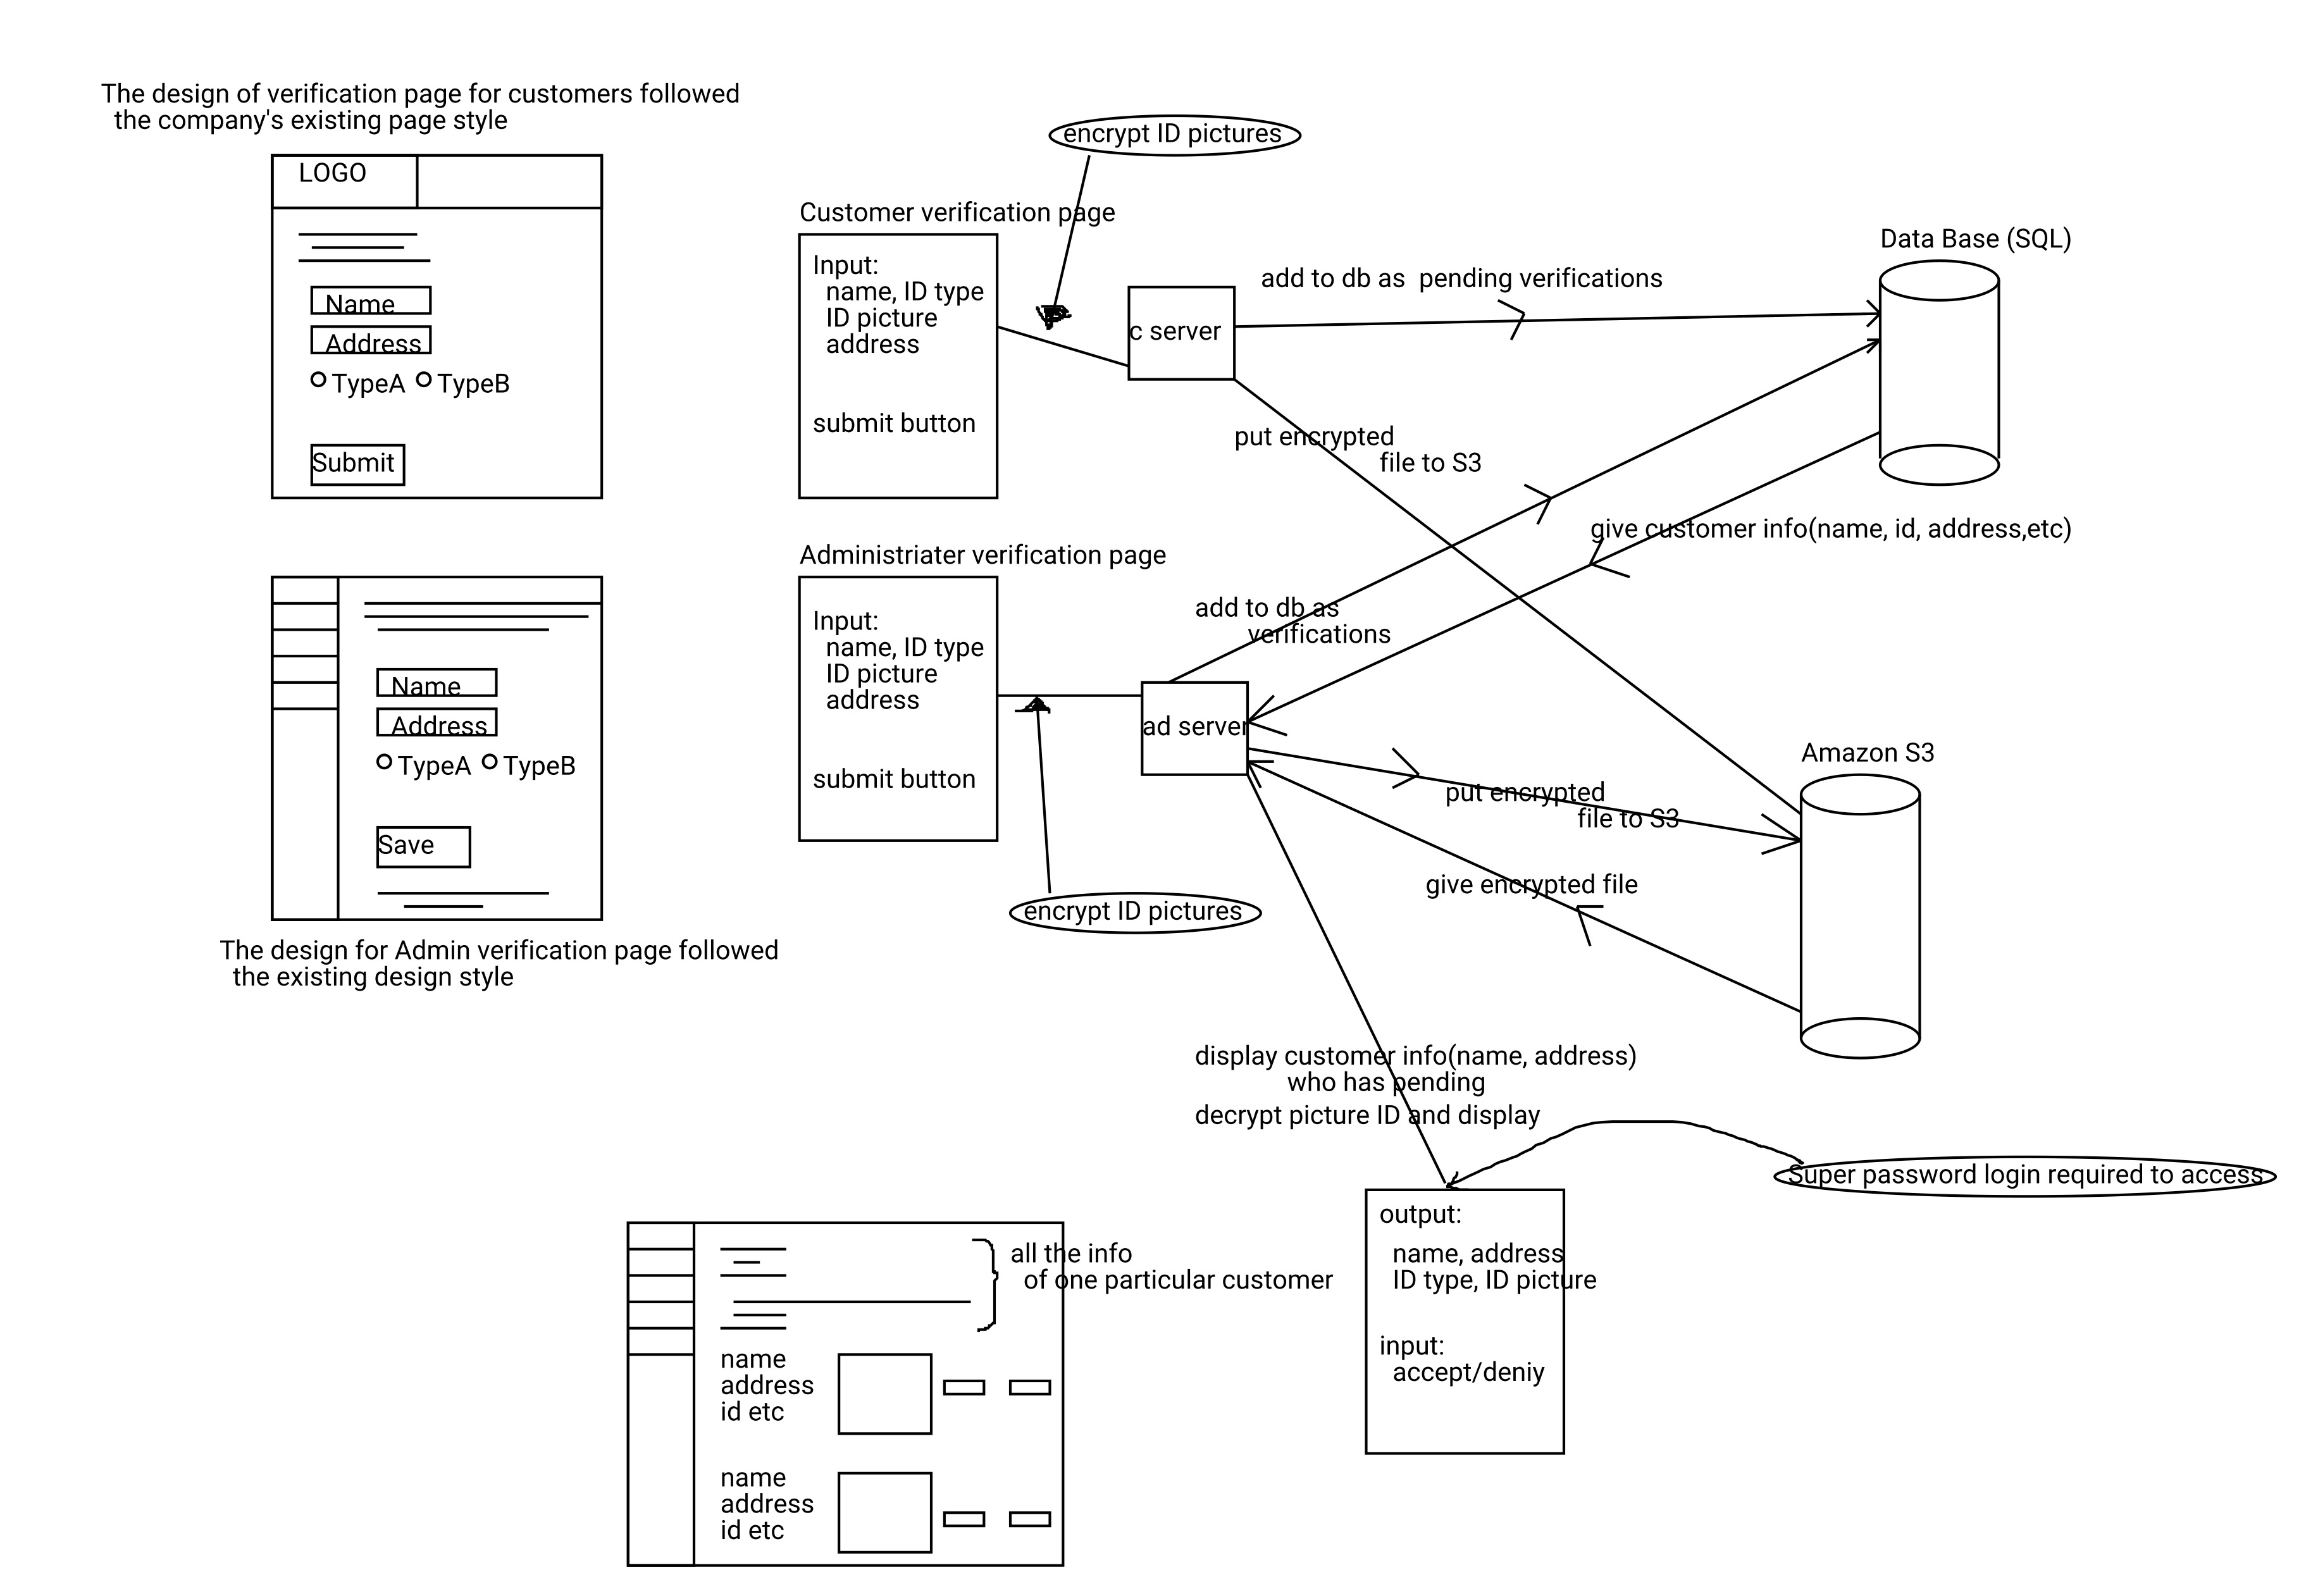 The design of verification page for customers followed
the company's existing page style
LOGO
Name
Address
TypeA TypeB
Submit
encrypt ID pictures
Customer verification page
Input:
name, ID type
ID picture
address
submit button
c server
add to db as pending verifications
Data Base (SQL)
put encrypted
file to S3
give customer info(name, id, address,etc)
Administriater verification page
Input:
name, ID type
ID picture
address
submit button
add to db as
verifications
ad server
Name
Address
TypeA TypeB
Save
The design for Admin verification page followed
the existing design style
encrypt ID pictures
Amazon S3
put encrypted
file to S3
give encrypted file
display customer info(name, address)
who has pending
decrypt picture ID and display
Super password login required to access
output:
name, address
ID type, ID picture
input:
accept/deniy
all the info
of one particular customer
name
address
id etc
name
address
id etc